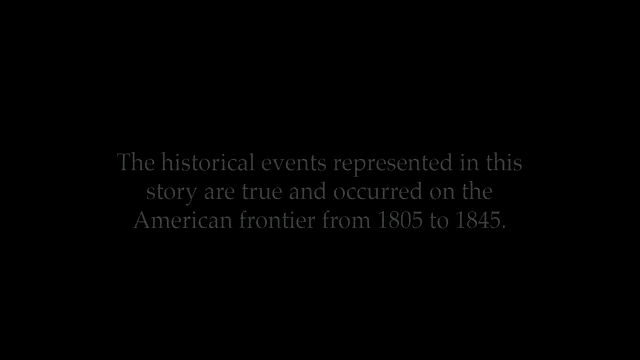 The historical events represented in this
story are true and occurred on the
American frontier from 1805 to 1845.